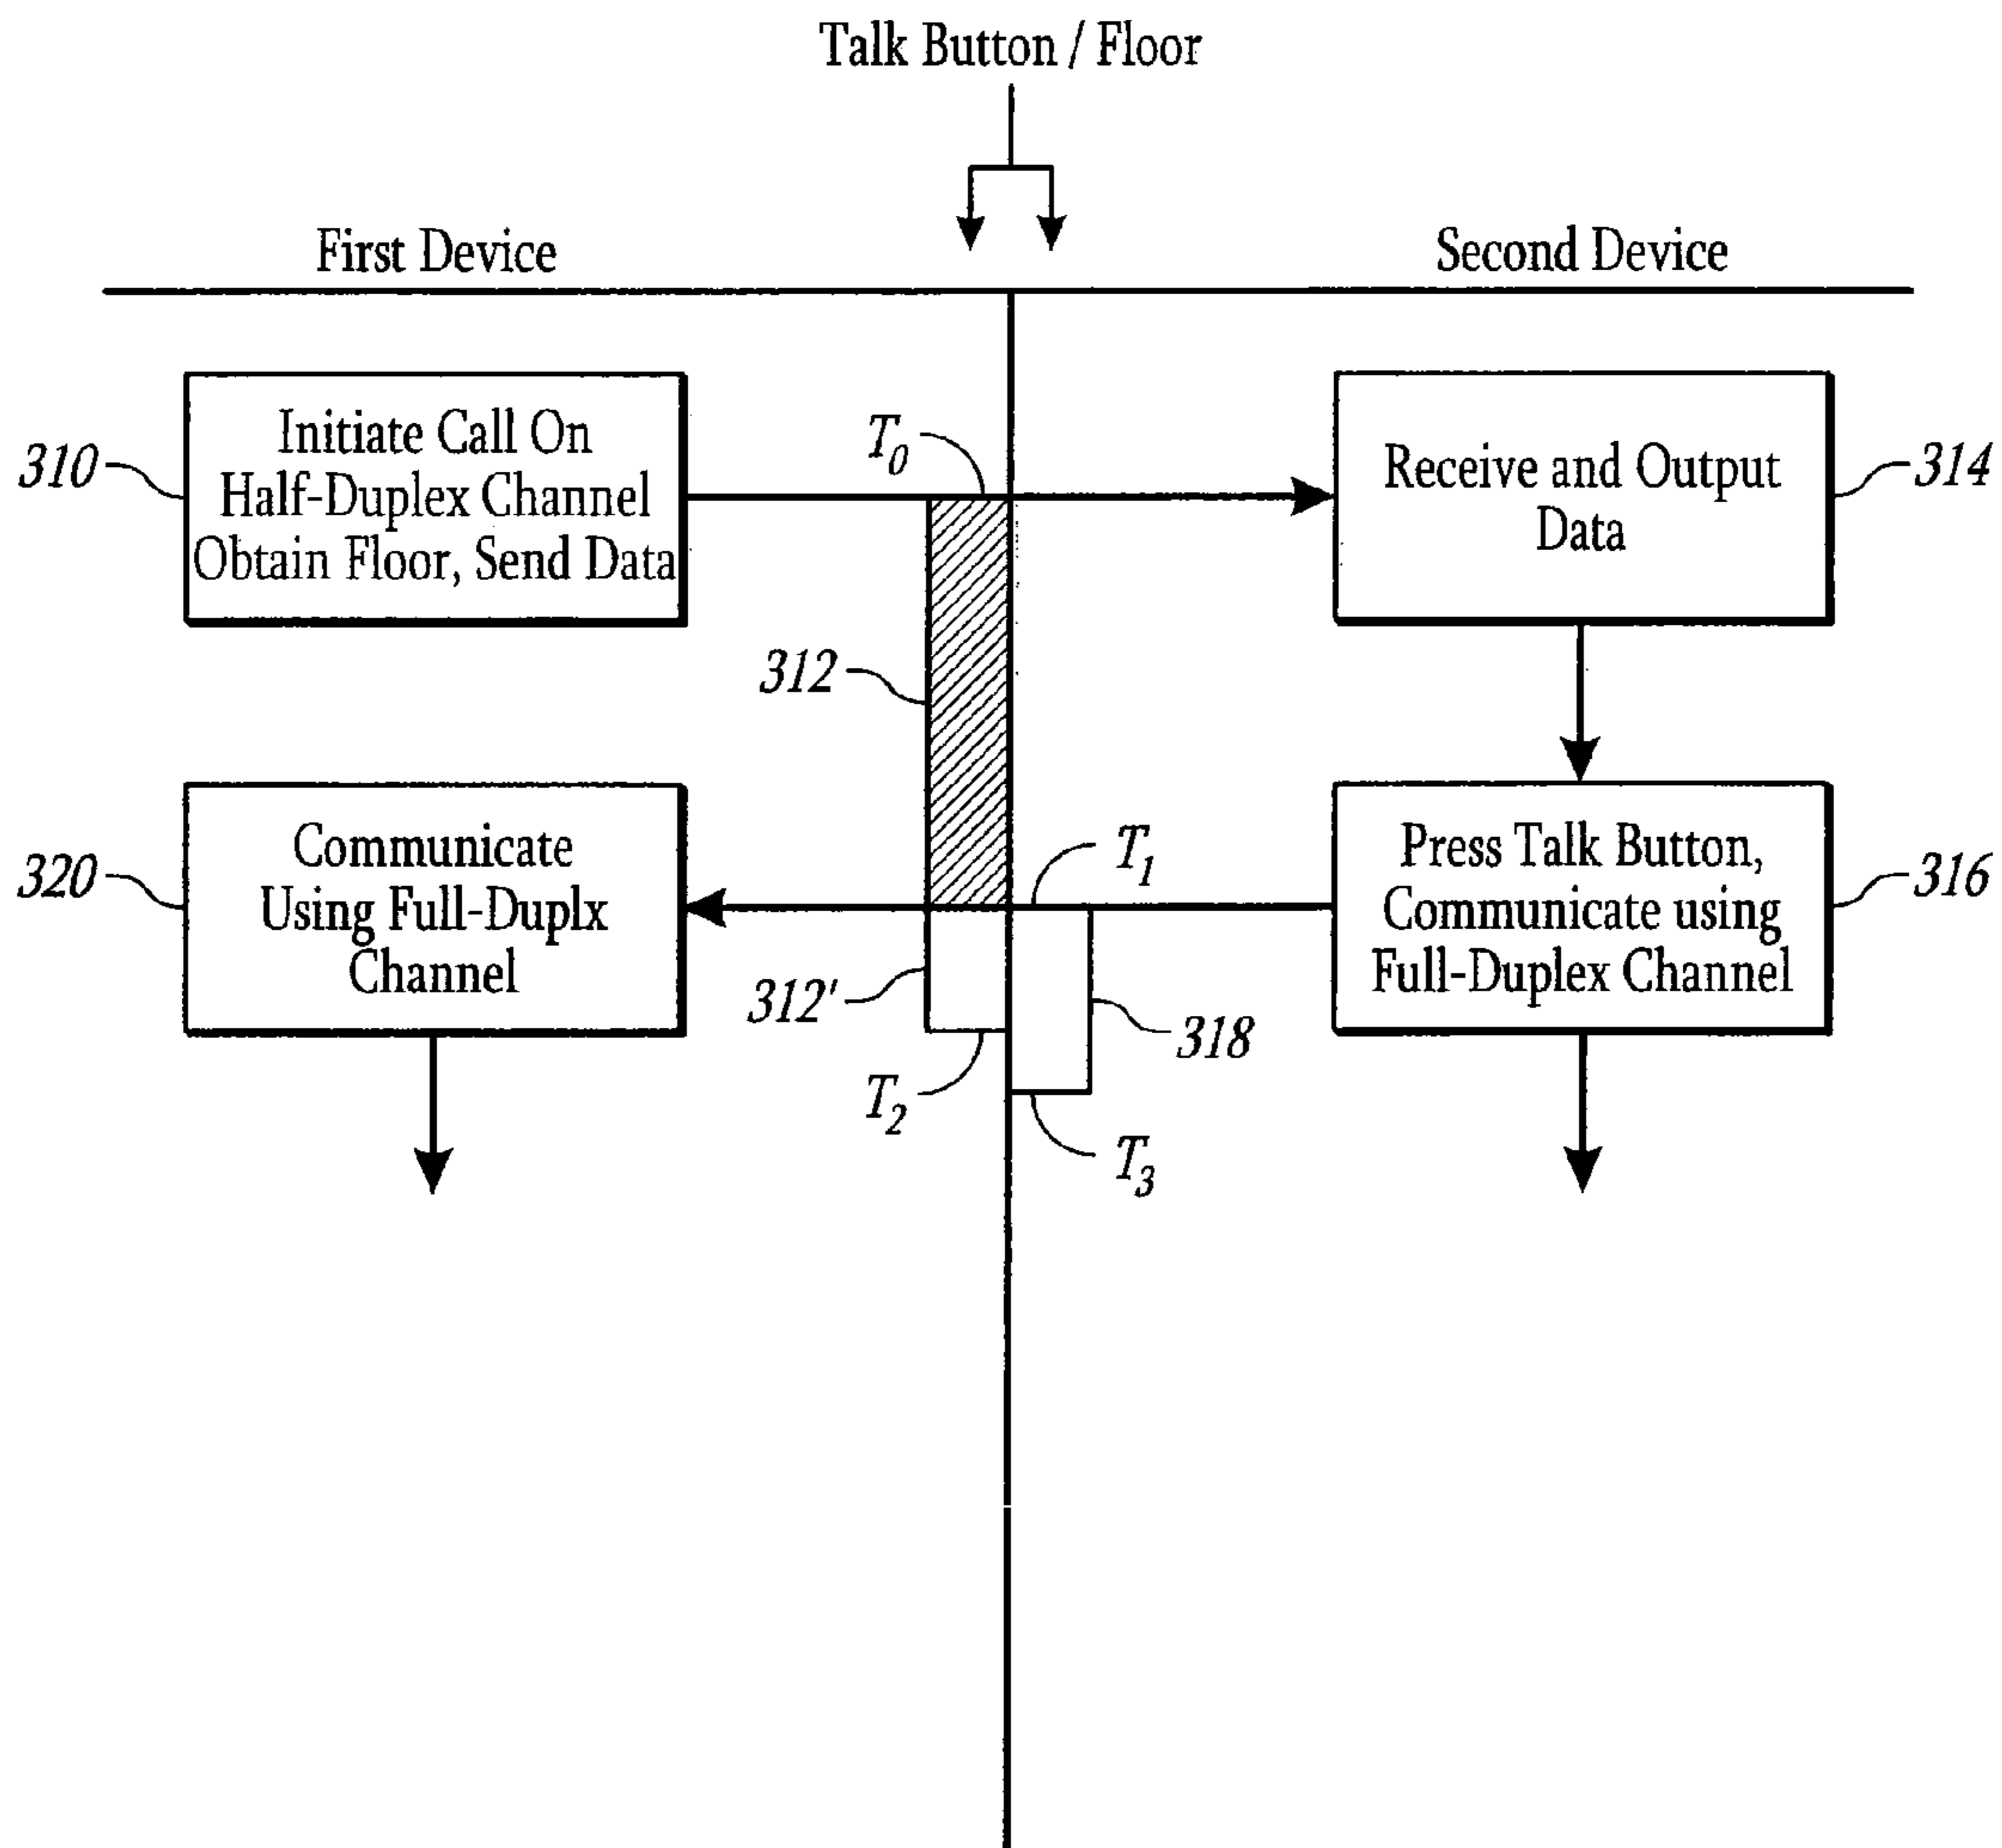 Talk Button / Floor
First Device
Second Device
310
Initiate Call On
Half-Duplex Channel
Obtain Floor, Send Data
T0
Receive and Output
Data
314
312
320
Communicate
Using Full-Duplx
Channel
T1
Press Talk Button,
Communicate using
Full-Duplex Channel
316
312'
318
T2
T3